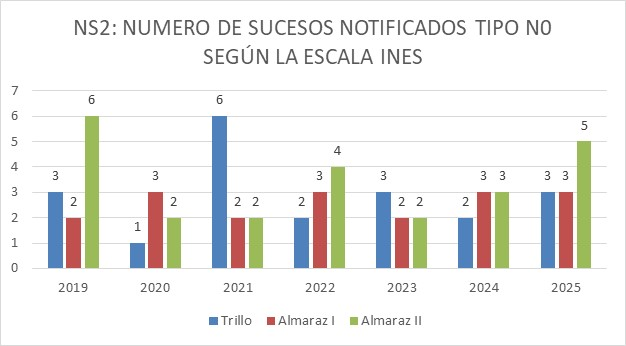 NS2: NUMERO DE SUCESOS NOTIFICADOS TIPO N0
SEGÚN LA ESCALA INES
7
6
5
4
3
2
1
0
3 2 6
1 3 2
6 2 2
2 3 4
3 2 2
2 3 3
3 3 5
2019 2020 2021 2022 2023 2024 2025
Trillo Almaraz I Almaraz II